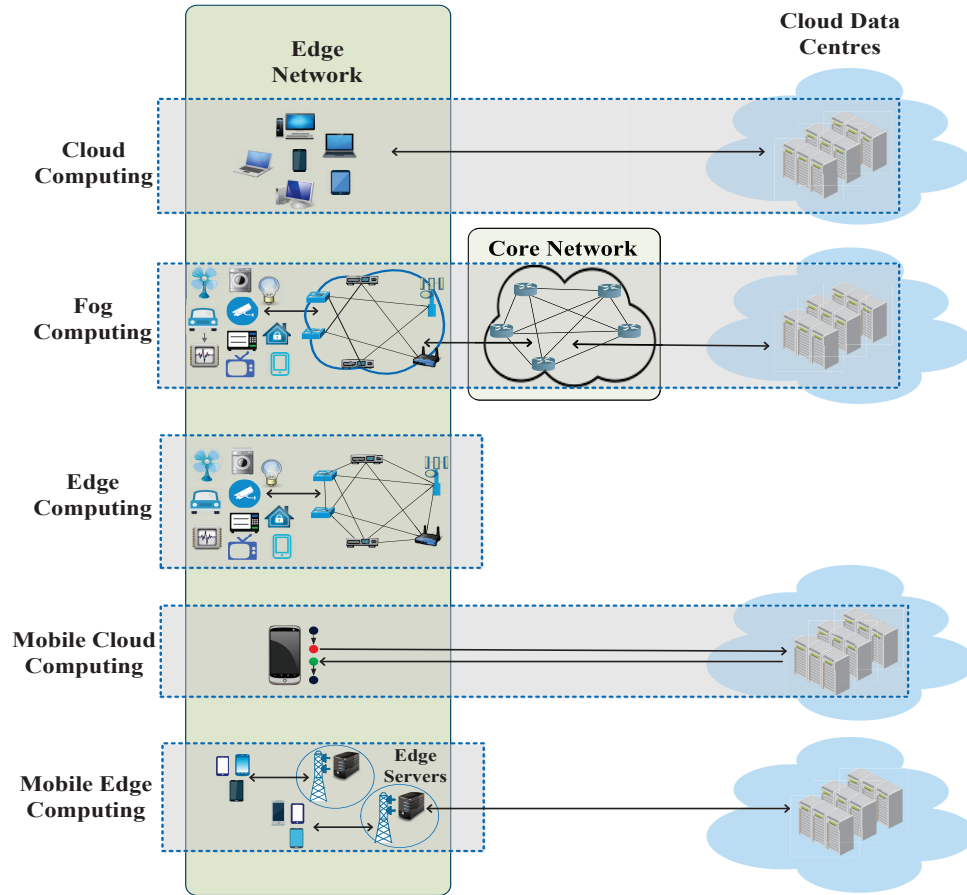 Edge
Network
Cloud Data
Centres
Cloud
Computing
Core Network
Fog
Computing
Edge
Computing
Mobile Cloud
Computing
Edge
Servers
Mobile Edge
Computing